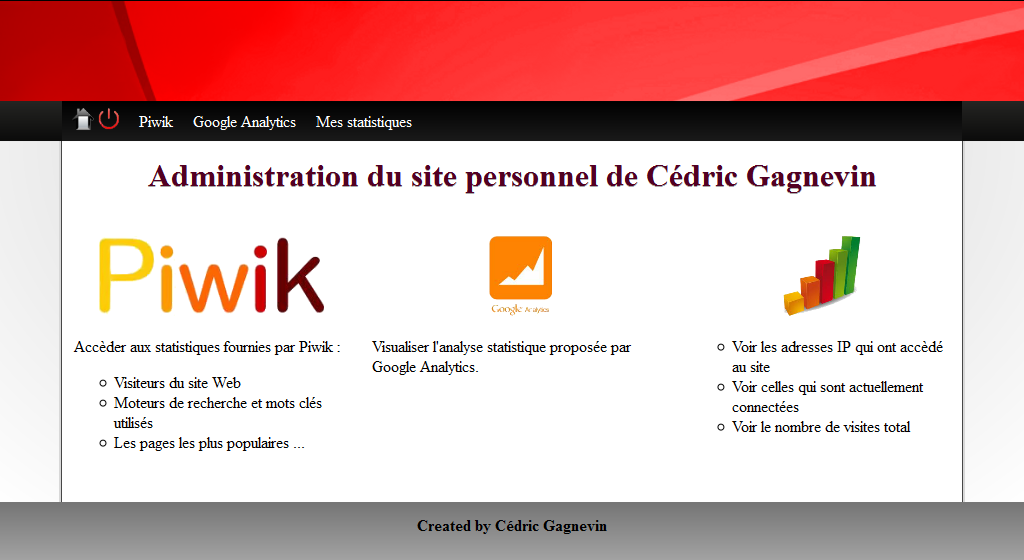 Piwik Google Analytics Mes statistiques
Administration du site personnel de Cédric Gagnevin
Piwik
Google Analytics
Accèder aux statistiques fournies par Piwik :
Visiteurs du site Web
Moteurs de recherche et mots clés
utilisés
Les pages les plus populaires ...
Visualiser l'analyse statistique proposée par
Google Analytics.
Voir les adresses IP qui ont accèdé
au site
Voir celles qui sont actuellement
connectées
Voir le nombre de visites total
Created by Cédric Gagnevin